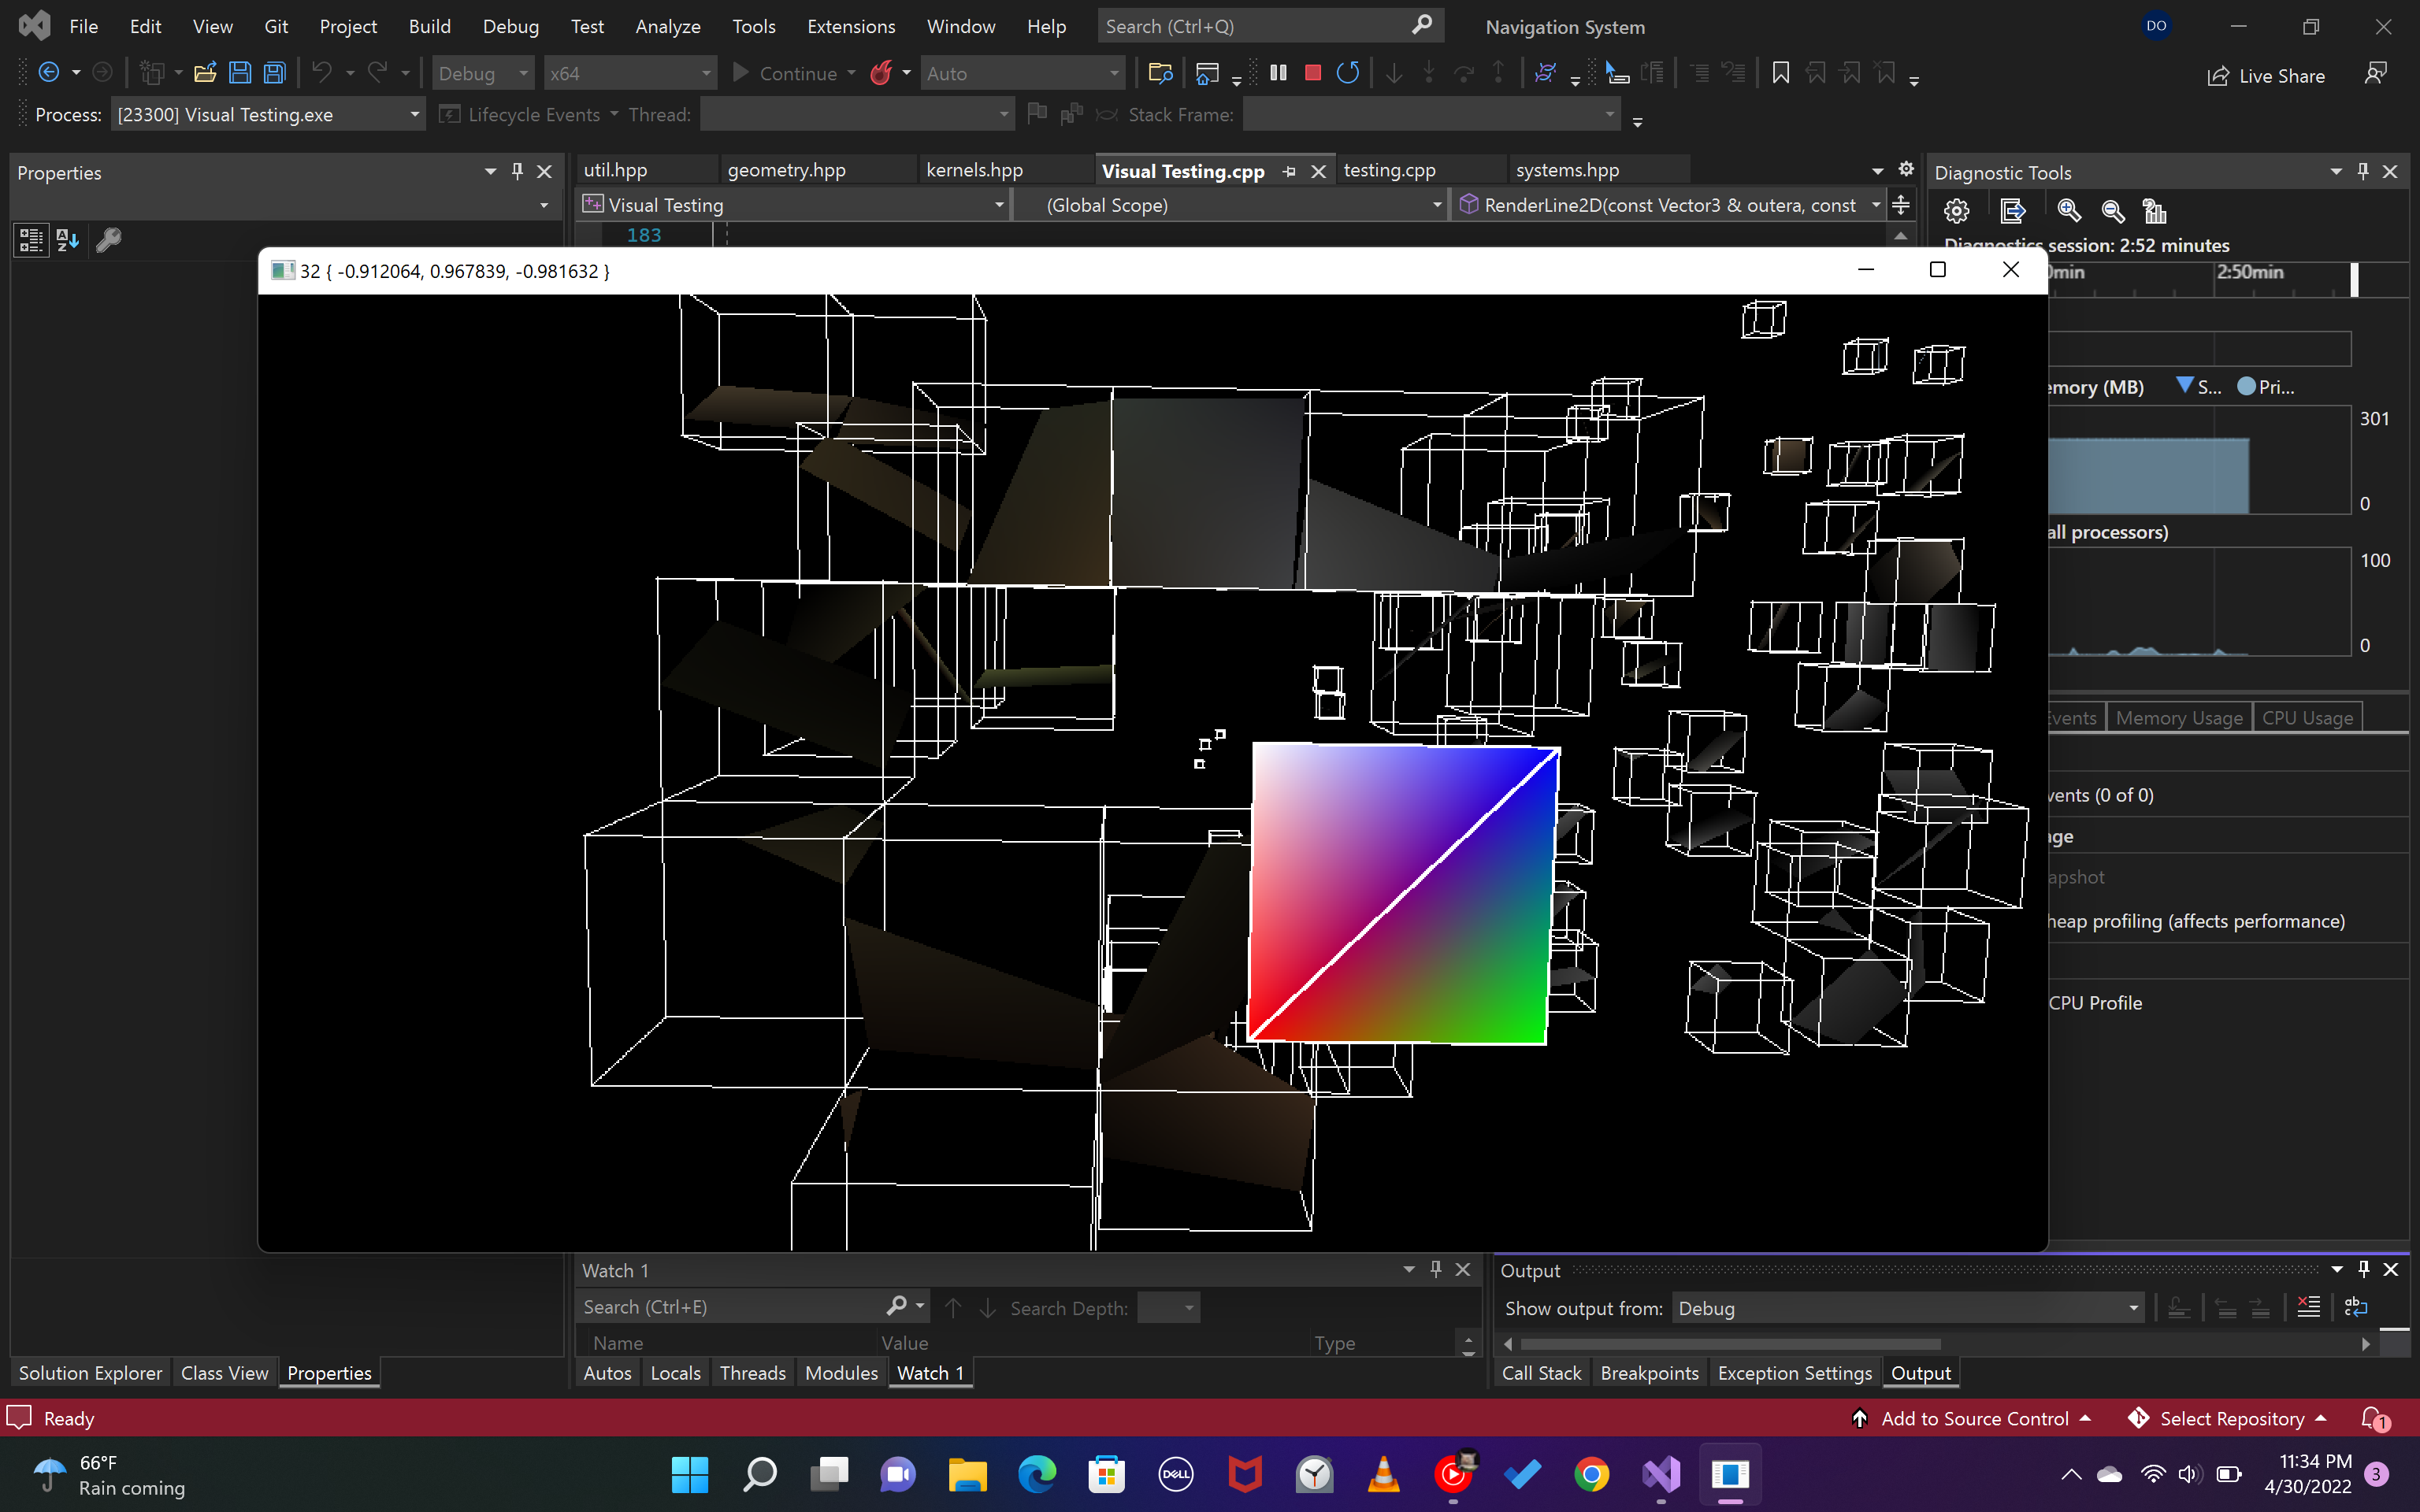 File Edit View Git Project Build Debug Test Analyze Tools Extensions Window Help Search (Ctrl+Q) Navigation System DO
Debug x64 Continue Auto Live Share
Process: [23300] Visual Testing.exe Lifecycle Events Thread: Stack Frame:
Properties
util.hpp geometry.hpp kernels.hpp Visual Testing.cpp testing.cpp systems.hpp
Diagnostic Tools
Visual Testing (Global Scope) RenderLine2D(const Vector3 & outera, const
183
Diagnostics session: 2:52 minutes
32 { -0.912064, 0.967839, -0.981632 }
0min 2:50min
emory (MB) S... Pri...
301
0
all processors)
100
0
vents Memory Usage CPU Usage
vents (0 of 0)
ge
apshot
heap profiling (affects performance)
CPU Profile
Watch 1
Search (Ctrl+E) Search Depth:
Name Value Type
Output
Show output from: Debug
Solution Explorer Class View Properties
Autos Locals Threads Modules Watch 1
Call Stack Breakpoints Exception Settings Output
Ready Add to Source Control Select Repository 1
66°F
Rain coming
DELL
11:34 PM
4/30/2022
3